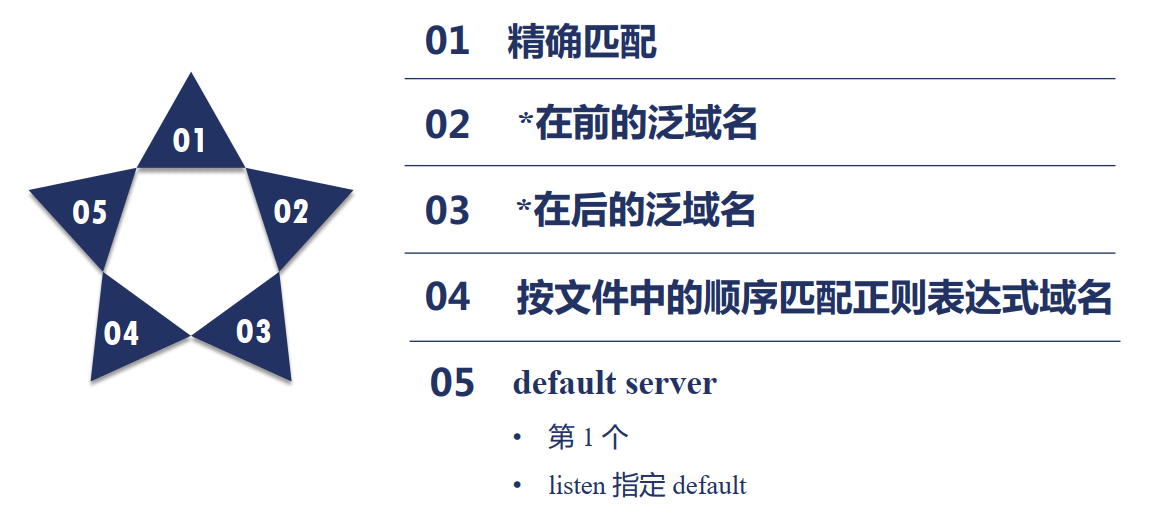 01
02
03
04
05
01 精确匹配
02 *在前的泛域名
03 *在后的泛域名
04 按文件中的顺序匹配正则表达式域名
05 default server
• 第 1 个
• listen 指定 default